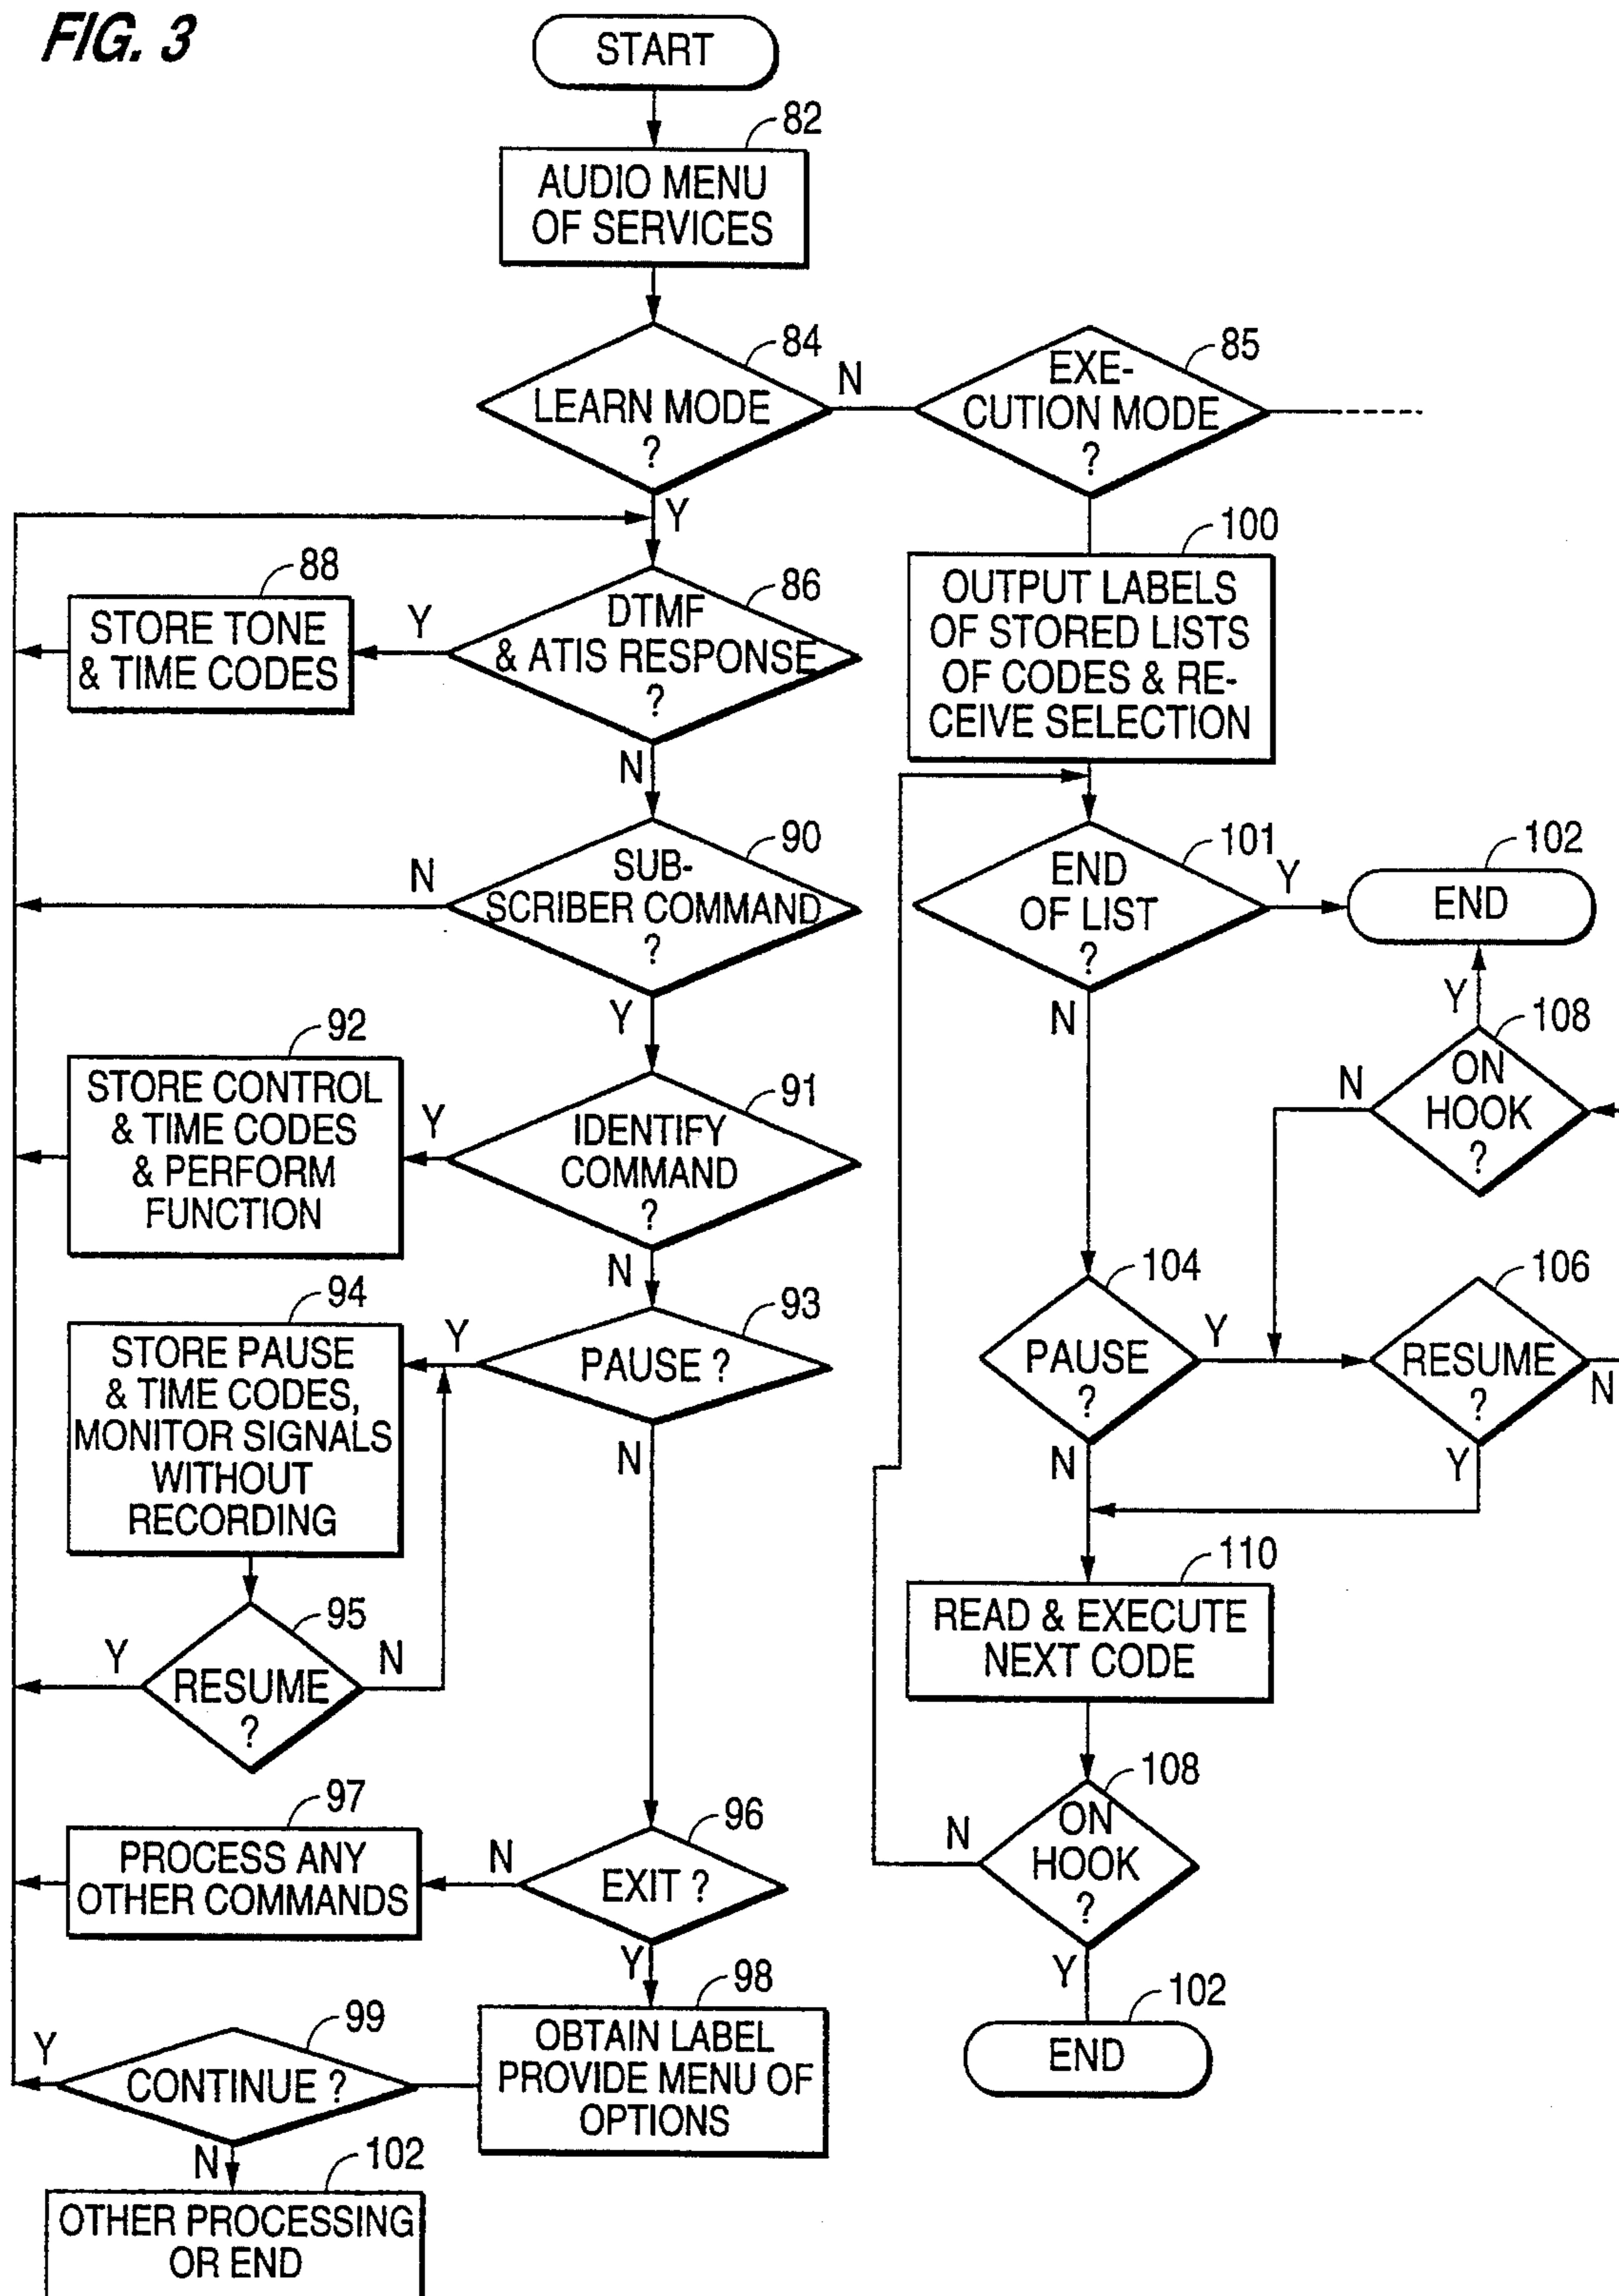 FIG. 3
START
82
AUDIO MENU
OF SERVICES
84
LEARN MODE
?
N
Y
85
EXE-
CUTION MODE
?
86
DTMF
& ATIS RESPONSE
?
Y
N
88
STORE TONE
& TIME CODES
90
SUB-
SCRIBER COMMAND
?
N
Y
91
IDENTIFY
COMMAND
?
Y
N
92
STORE CONTROL
& TIME CODES
& PERFORM
FUNCTION
93
PAUSE ?
Y
N
94
STORE PAUSE
& TIME CODES,
MONITOR SIGNALS
WITHOUT
RECORDING
95
RESUME
?
Y
N
96
EXIT ?
N
Y
97
PROCESS ANY
OTHER COMMANDS
98
OBTAIN LABEL
PROVIDE MENU OF
OPTIONS
99
CONTINUE ?
Y
N
102
OTHER PROCESSING
OR END
100
OUTPUT LABELS
OF STORED LISTS
OF CODES & RE-
CEIVE SELECTION
101
END
OF LIST
?
Y
N
102
END
Y
108
ON
HOOK
?
N
104
PAUSE
?
Y
N
106
RESUME
?
N
Y
110
READ & EXECUTE
NEXT CODE
108
ON
HOOK
?
N
Y
102
END